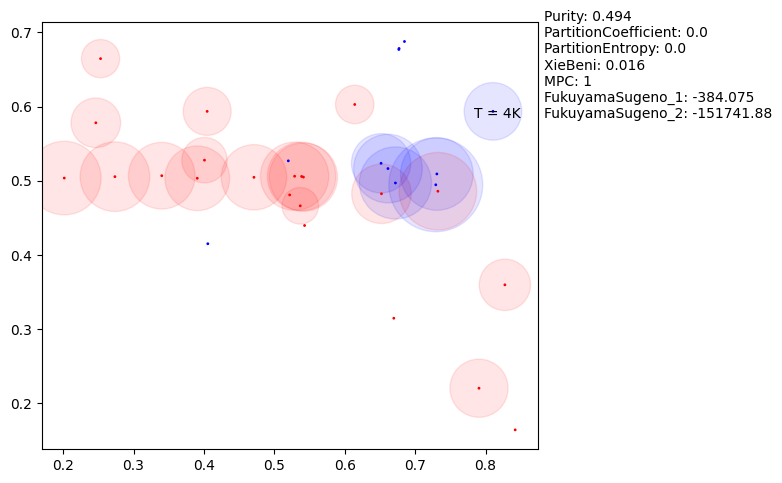 Purity: 0.494
PartitionCoefficient: 0.0
PartitionEntropy: 0.0
XieBeni: 0.016
MPC: 1
FukuyamaSugeno_1: -384.075
FukuyamaSugeno_2: -151741.88
T = 4K
0.7
0.6
0.5
0.4
0.3
0.2
0.2 0.3 0.4 0.5 0.6 0.7 0.8